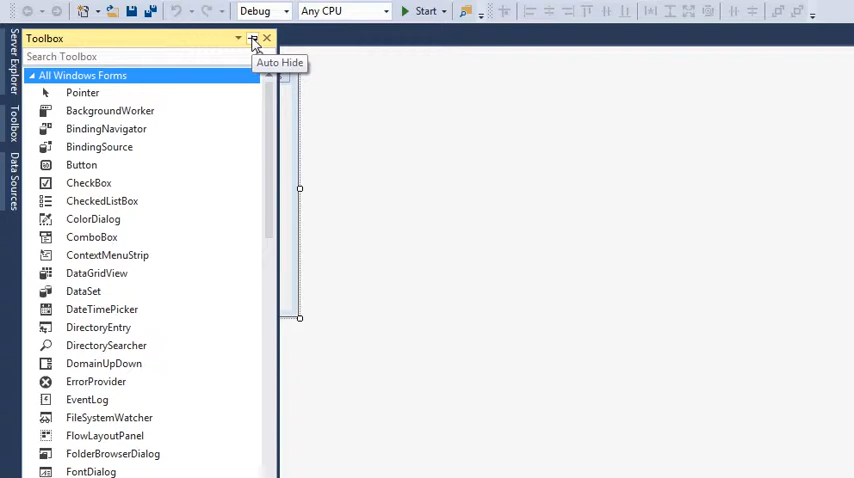 Debug
Any CPU
Start
Server Explorer
Toolbox
Data Sources
Toolbox
Search Toolbox
Auto Hide
All Windows Forms
Pointer
BackgroundWorker
BindingNavigator
BindingSource
Button
CheckBox
CheckedListBox
ColorDialog
ComboBox
ContextMenuStrip
DataGridView
DataSet
DateTimePicker
DirectoryEntry
DirectorySearcher
DomainUpDown
ErrorProvider
EventLog
FileSystemWatcher
FlowLayoutPanel
FolderBrowserDialog
FontDialog